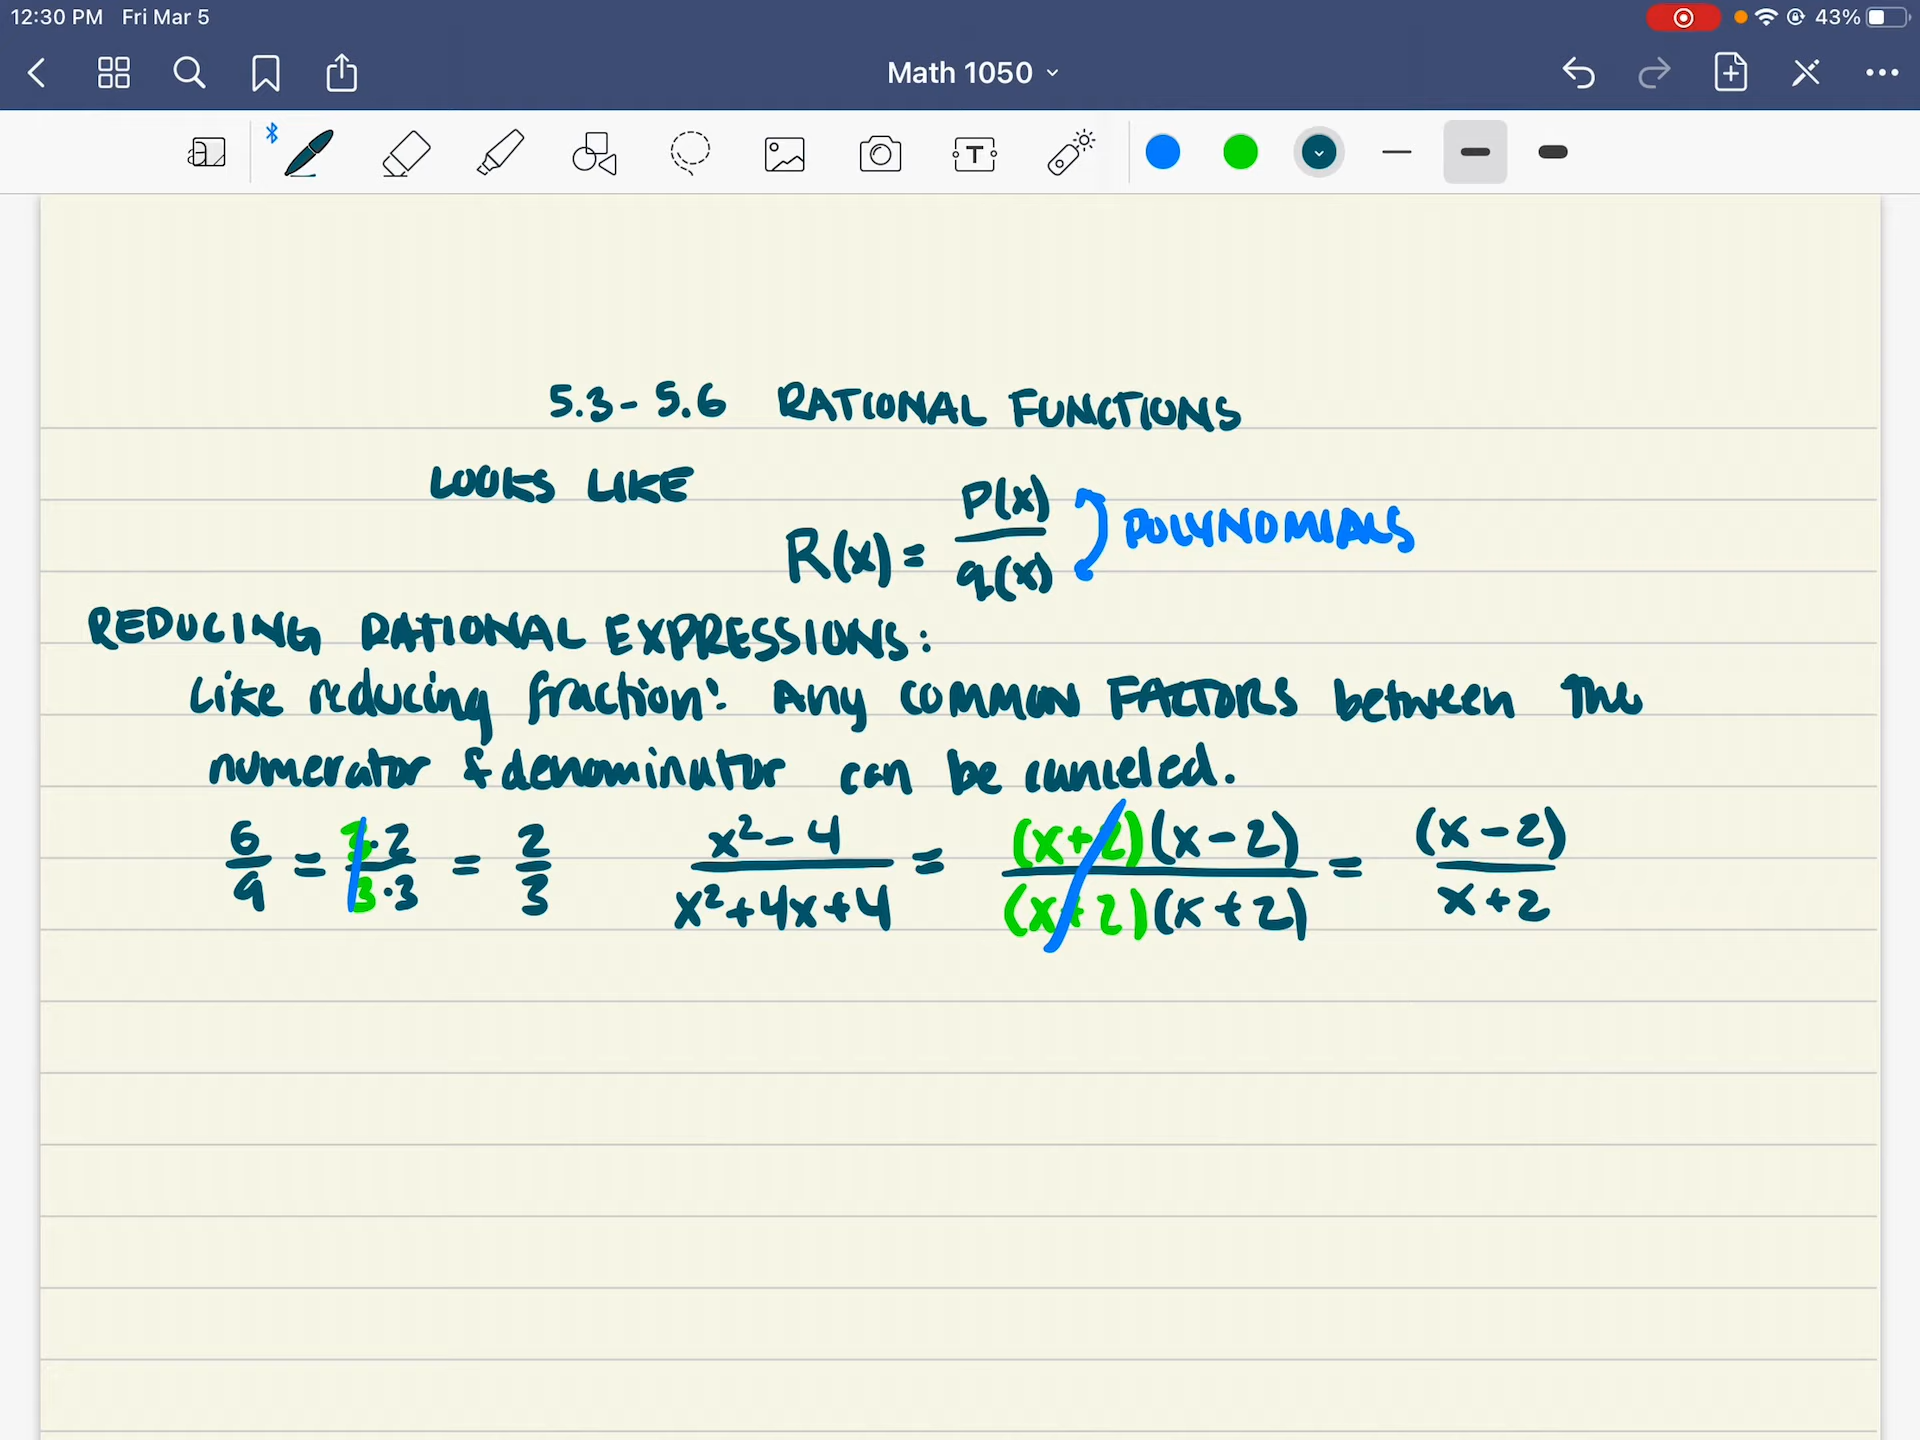 12:30 PM Fri Mar 5 43%
Math 1050
5.3-5.6 RATIONAL FUNCTIONS
LOOKS LIKE
R(x) = p(x)/q(x) POLYNOMIALS
REDUCING RATIONAL EXPRESSIONS:
Like reducing fraction: Any COMMON FACTORS between the
numerator & denominator can be canceled.
6/9 = 3·2/3·3 = 2/3 x²-4/x²+4x+4 = (x+2)(x-2)/(x+2)(x+2) = (x-2)/x+2